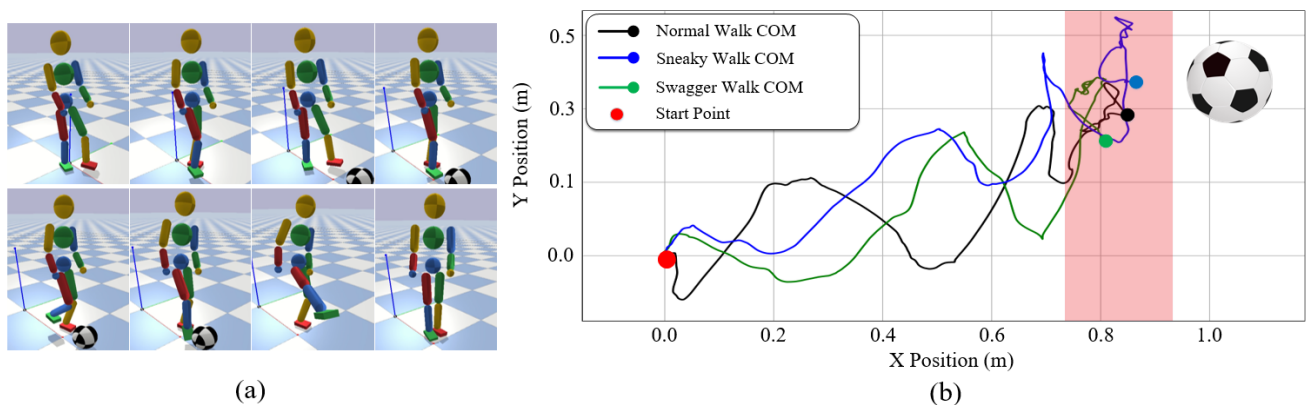 0.5
0.3
0.1
0.0
Y Position (m)
Normal Walk COM
Sneaky Walk COM
Swagger Walk COM
Start Point
0.0 0.2 0.4 0.6 0.8 1.0
X Position (m)
(a) (b)